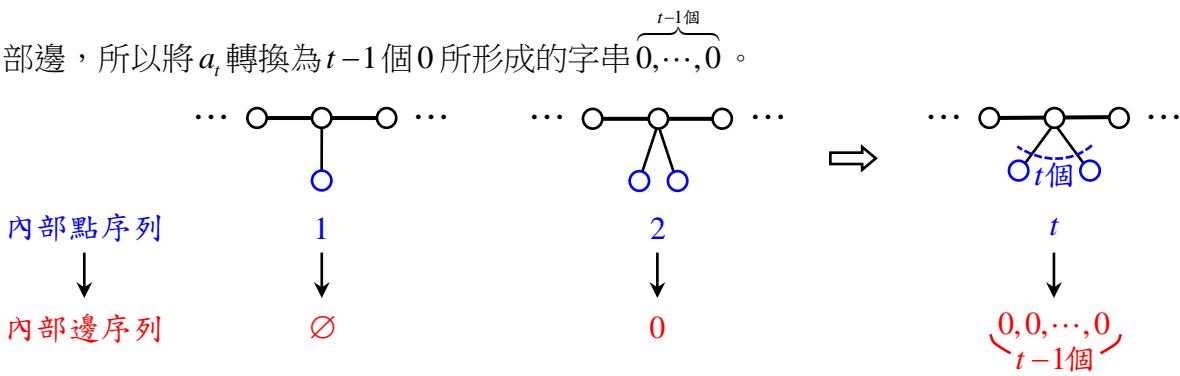 t−1個
部邊，所以將 aₜ 轉換為 t−1 個 0 所形成的字串 0,⋯,0 。
⋯ ⋯ ⋯ ⋯ ⋯ ⋯
t個
內部點序列 1 2 t
內部邊序列 ∅ 0 0,0,⋯,0
t−1個